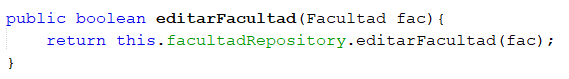 public boolean editarFacultad(Facultad fac){
    return this.facultadRepository.editarFacultad(fac);
}